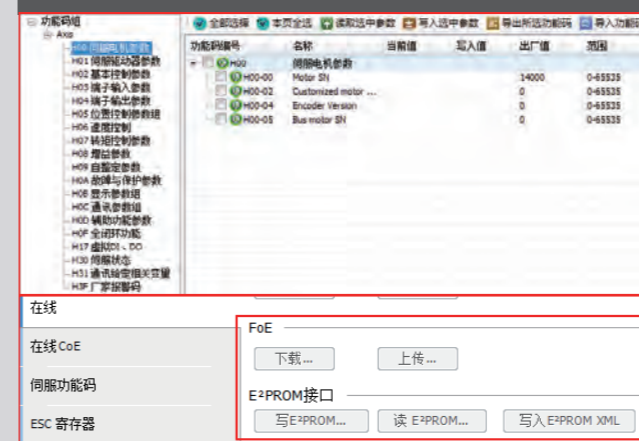 功能码组
全部选择 本页全选 读取选中参数 写入选中参数 导出所选功能码 导入功能码
Axo
功能码编号 名称 当前值 写入值 出厂值 范围
H00 伺服电机参数
H00 伺服电机参数
H01 伺服驱动器参数
H00-00 Motor SN 14000 0-65535
H02 基本控制参数
H00-02 Customized motor ... 0 0-65535
H03 端子输入参数
H00-04 Encoder Version 0 0-65535
H04 端子输出参数
H00-05 Bus motor SN 0 0-65535
H05 位置控制参数组
H06 速度控制
H07 转矩控制参数
H08 增益参数
H09 自整定参数
H0A 故障与保护参数
H0B 显示参数组
H0C 通讯参数组
H0D 辅助功能参数
H0F 全闭环功能
H17 虚拟DI、DO
H30 伺服状态
H31 通讯给定相关变量
H3F 厂家报警码
在线
在线CoE
伺服功能码
ESC 寄存器
FoE
下载... 上传...
E²PROM接口
写E²PROM... 读 E²PROM... 写入E²PROM XML